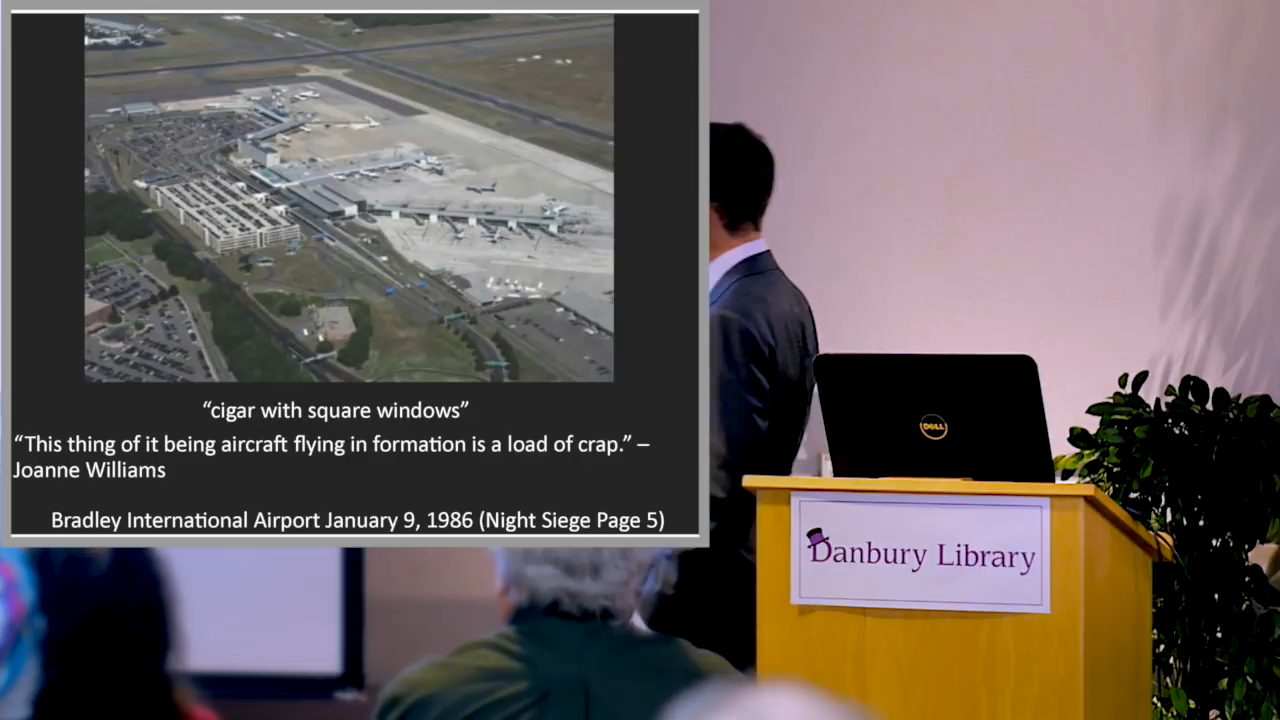 “cigar with square windows”
“This thing of it being aircraft flying in formation is a load of crap.” –
Joanne Williams
Bradley International Airport January 9, 1986 (Night Siege Page 5)
DELL
Danbury Library